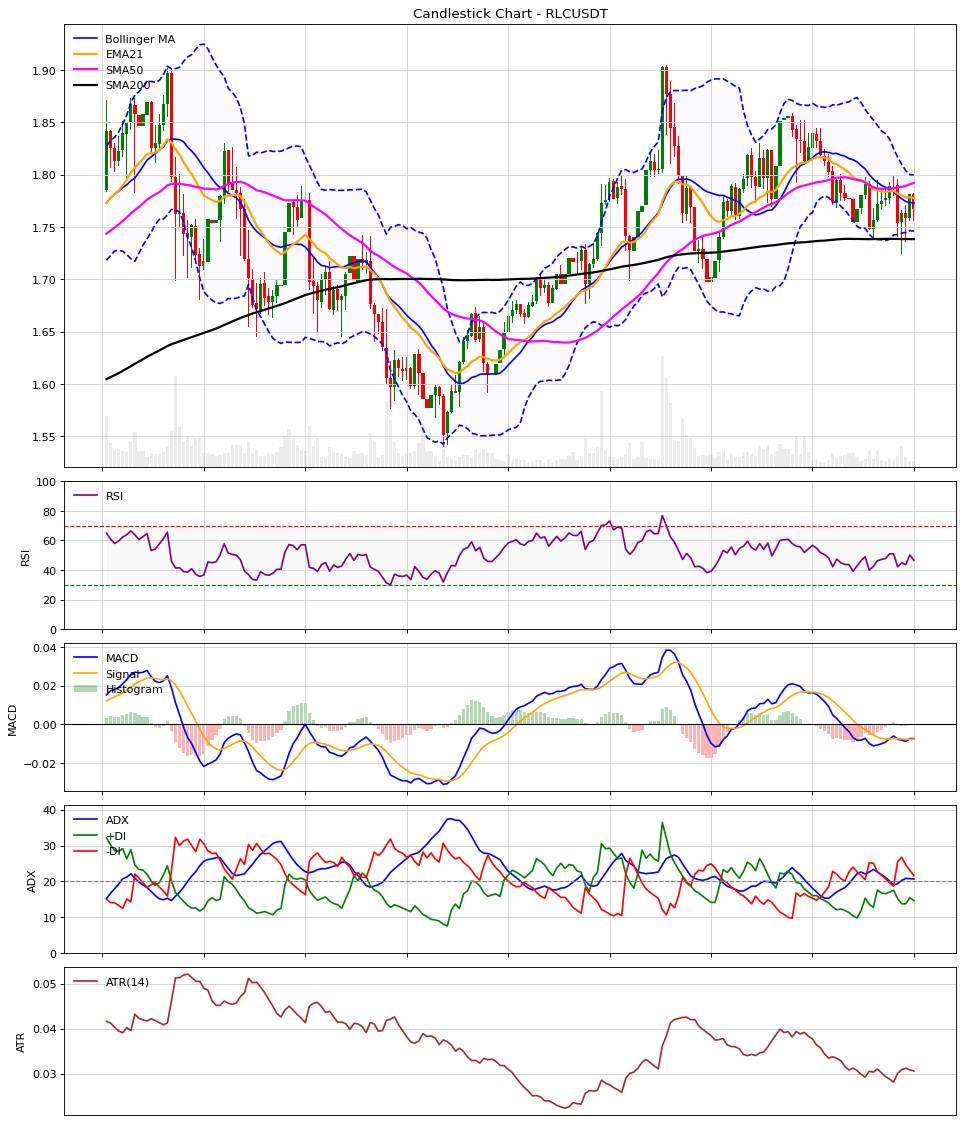 Candlestick Chart - RLCUSDT
Bollinger MA
EMA21
SMA50
SMA200
1.90
1.85
1.80
1.75
1.70
1.65
1.60
1.55
RSI
100
80
60
40
20
0
RSI
MACD
Signal
Histogram
0.04
0.02
0.00
−0.02
MACD
ADX
+DI
-DI
40
30
20
10
0
ADX
ATR(14)
0.05
0.04
0.03
ATR